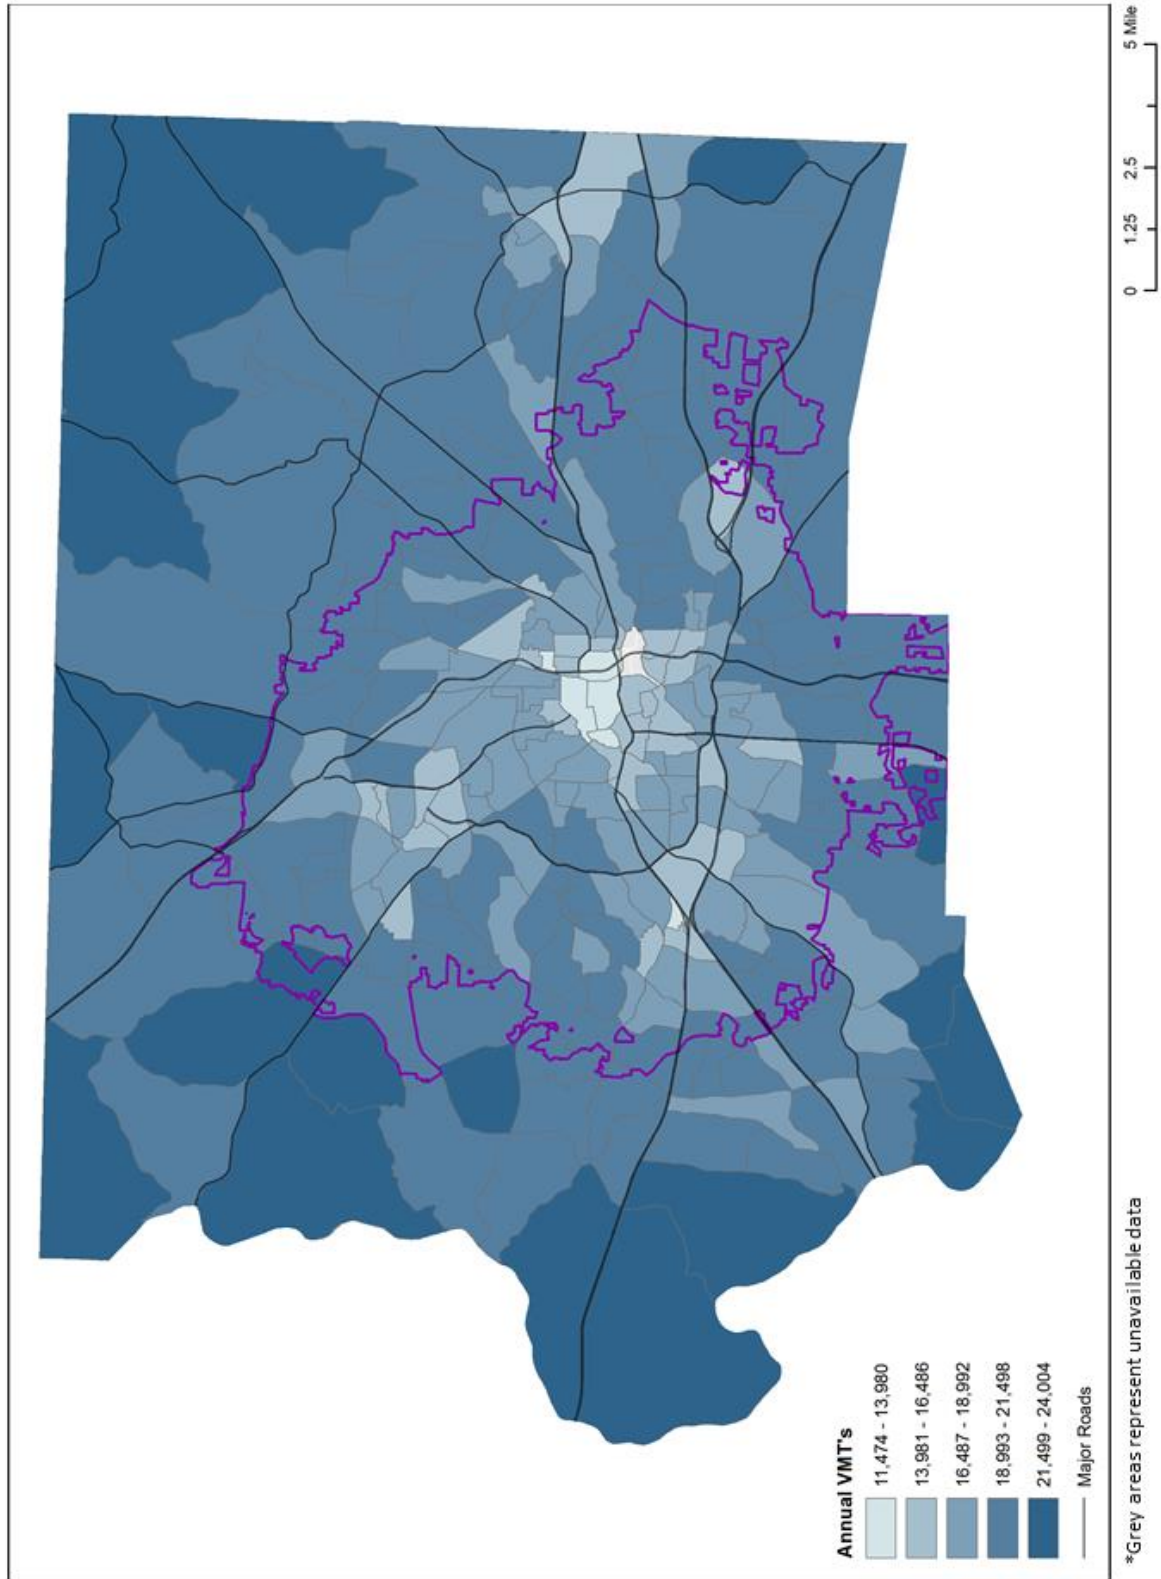 Annual VMT's
11,474 - 13,980
13,981 - 16,486
16,487 - 18,992
18,993 - 21,498
21,499 - 24,004
Major Roads
*Grey areas represent unavailable data
0 1.25 2.5 5 Mile